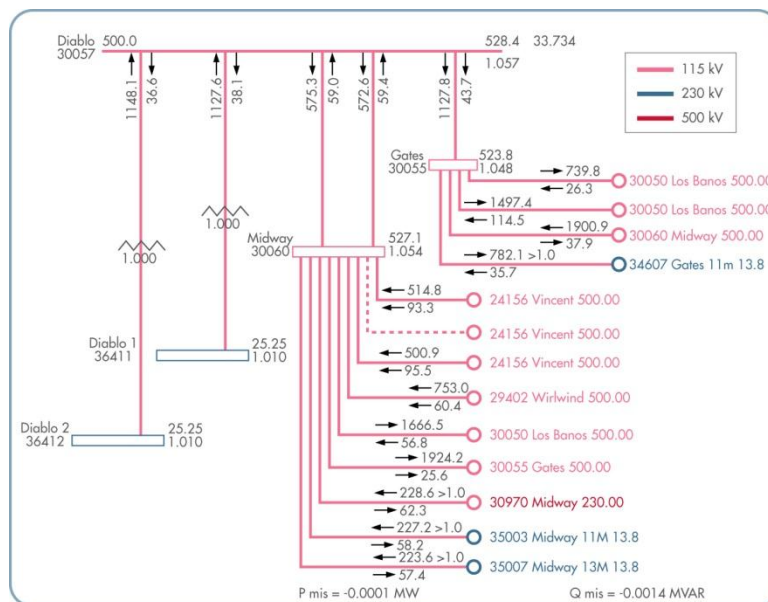 Diablo 500.0
30057
528.4 33.734
1.057
1148.1
36.6
1127.6
38.1
575.3
59.0
572.6
59.4
1127.8
43.7
115 kV
230 kV
500 kV
Gates
30055
523.8
1.048
739.8
26.3
30050 Los Banos 500.00
1497.4
114.5
30050 Los Banos 500.00
1900.9
37.9
30060 Midway 500.00
782.1 >1.0
35.7
34607 Gates 11m 13.8
1.000
1.000
Midway
30060
527.1
1.054
514.8
93.3
24156 Vincent 500.00
24156 Vincent 500.00
500.9
95.5
24156 Vincent 500.00
753.0
60.4
29402 Wirlwind 500.00
1666.5
56.8
30050 Los Banos 500.00
1924.2
25.6
30055 Gates 500.00
228.6 >1.0
62.3
30970 Midway 230.00
227.2 >1.0
58.2
35003 Midway 11M 13.8
223.6 >1.0
57.4
35007 Midway 13M 13.8
Diablo 1
36411
25.25
1.010
Diablo 2
36412
25.25
1.010
P mis = -0.0001 MW
Q mis = -0.0014 MVAR